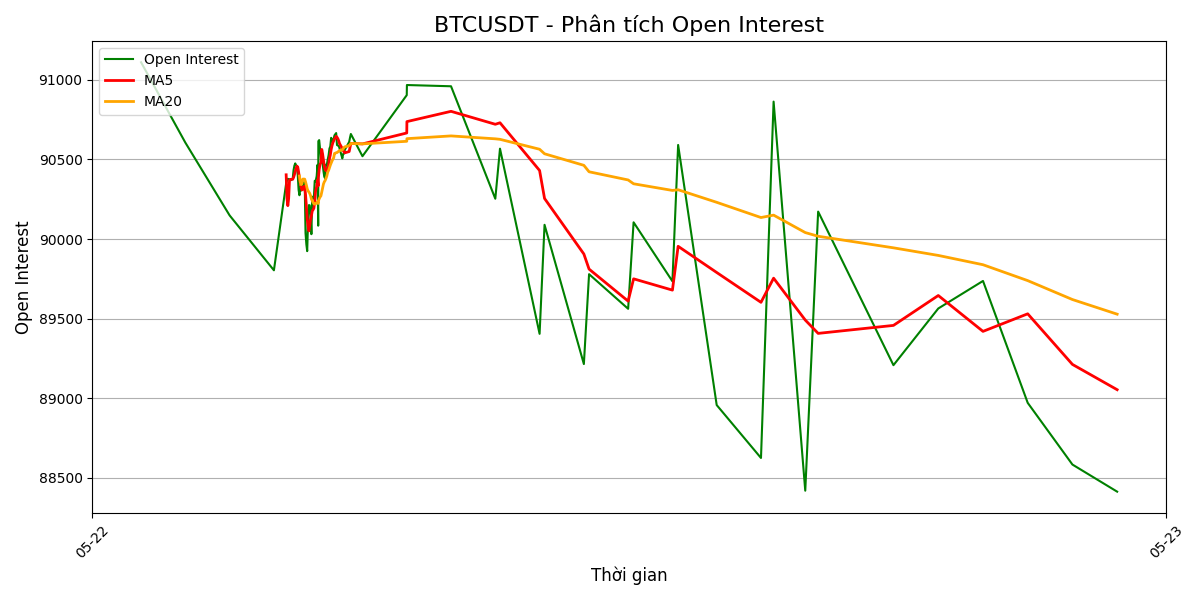 BTCUSDT - Phân tích Open Interest
Open Interest
MA5
MA20
91000
90500
90000
89500
89000
88500
Open Interest
05-22
05-23
Thời gian